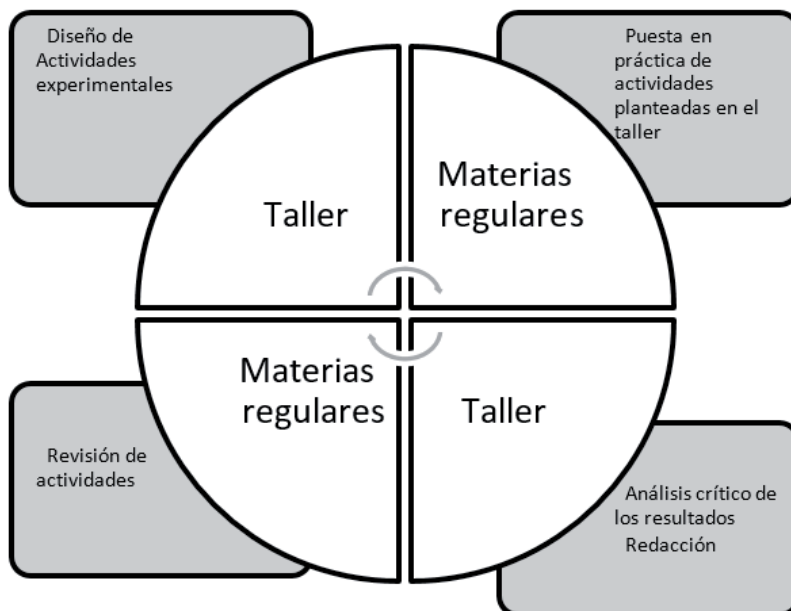 Diseño de
Actividades
experimentales
Puesta en
práctica de
actividades
planteadas en el
taller
Taller
Materias
regulares
Materias
regulares
Taller
Revisión de
actividades
Análisis crítico de
los resultados
Redacción